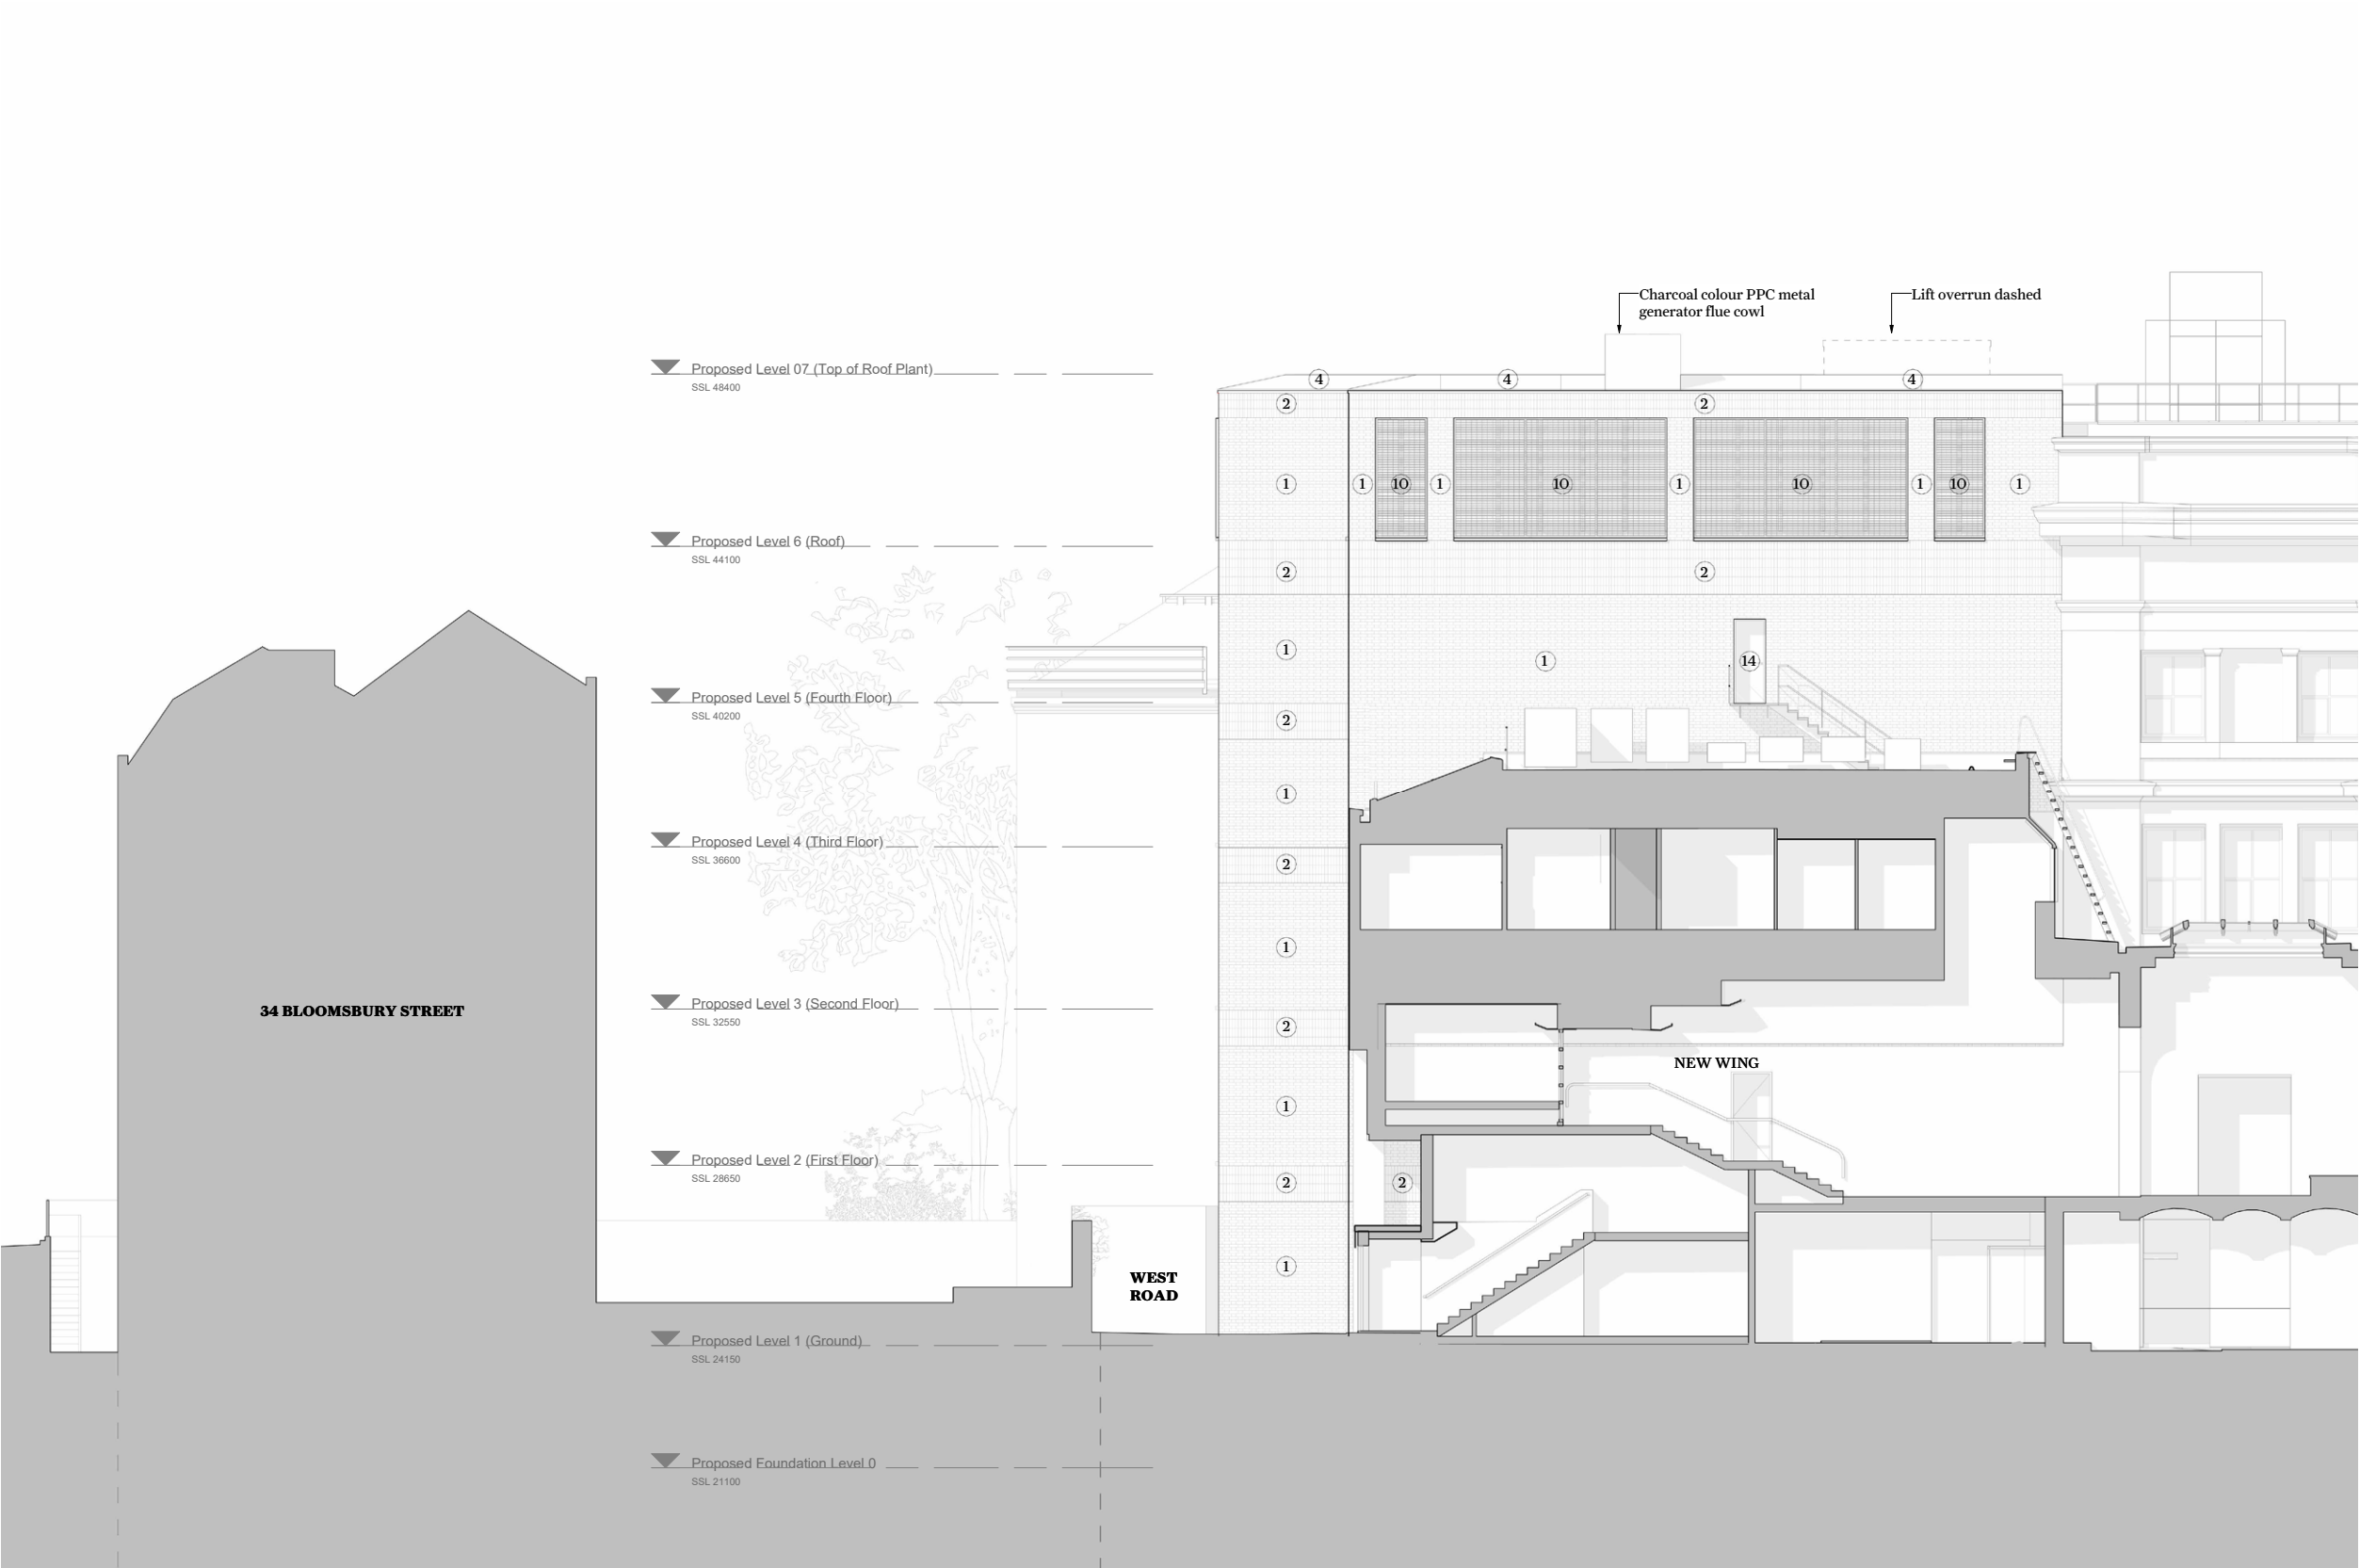 Charcoal colour PPC metal
generator flue cowl
Lift overrun dashed
Proposed Level 07 (Top of Roof Plant)
SSL 48400
4
4
4
2
2
1
1
10
1
10
1
10
1
10
1
Proposed Level 6 (Roof)
SSL 44100
2
2
1
1
14
Proposed Level 5 (Fourth Floor)
SSL 40200
2
1
Proposed Level 4 (Third Floor)
SSL 36600
2
1
34 BLOOMSBURY STREET
Proposed Level 3 (Second Floor)
SSL 32550
2
NEW WING
1
Proposed Level 2 (First Floor)
SSL 28650
2
2
1
WEST
ROAD
Proposed Level 1 (Ground)
SSL 24150
Proposed Foundation Level 0
SSL 21100